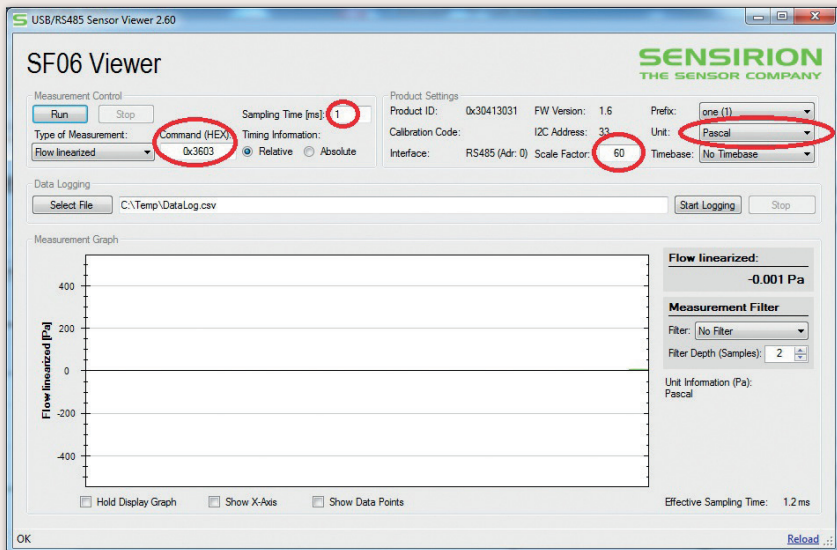 USB/RS485 Sensor Viewer 2.60
SF06 Viewer
SENSIRION
THE SENSOR COMPANY
Measurement Control
Run Stop Sampling Time [ms]: 1
Type of Measurement: Command (HEX): Timing Information:
Flow linearized 0x3603 Relative Absolute
Product Settings
Product ID: 0x30413031 FW Version: 1.6 Prefix: one (1)
Calibration Code: I2C Address: 33 Unit: Pascal
Interface: RS485 (Adr: 0) Scale Factor: 60 Timebase: No Timebase
Data Logging
Select File C:\Temp\DataLog.csv Start Logging Stop
Measurement Graph
Flow linearized [Pa]
400
200
0
-200
-400
Flow linearized:
-0.001 Pa
Measurement Filter
Filter: No Filter
Filter Depth (Samples): 2
Unit Information (Pa):
Pascal
Hold Display Graph Show X-Axis Show Data Points Effective Sampling Time: 1.2 ms
OK Reload